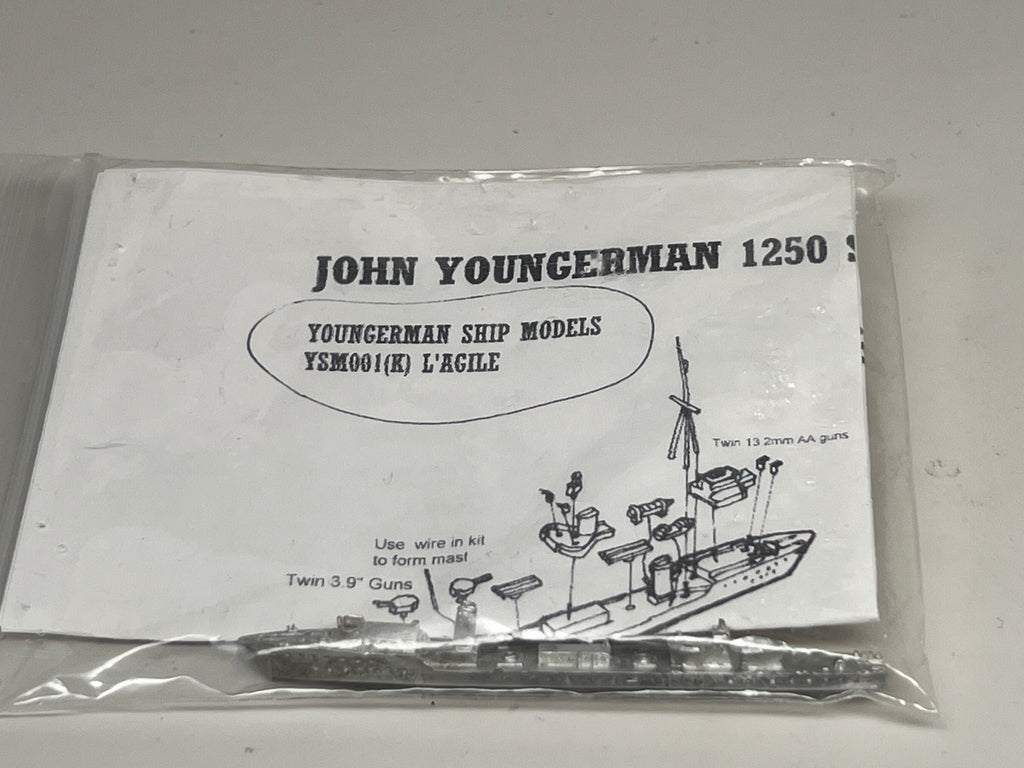 JOHN YOUNGERMAN 1250
YOUNGERMAN SHIP MODELS
YSM001(K) L'AGILE
Twin 13.2mm AA guns
Use wire in kit
to form mast
Twin 3.9" Guns